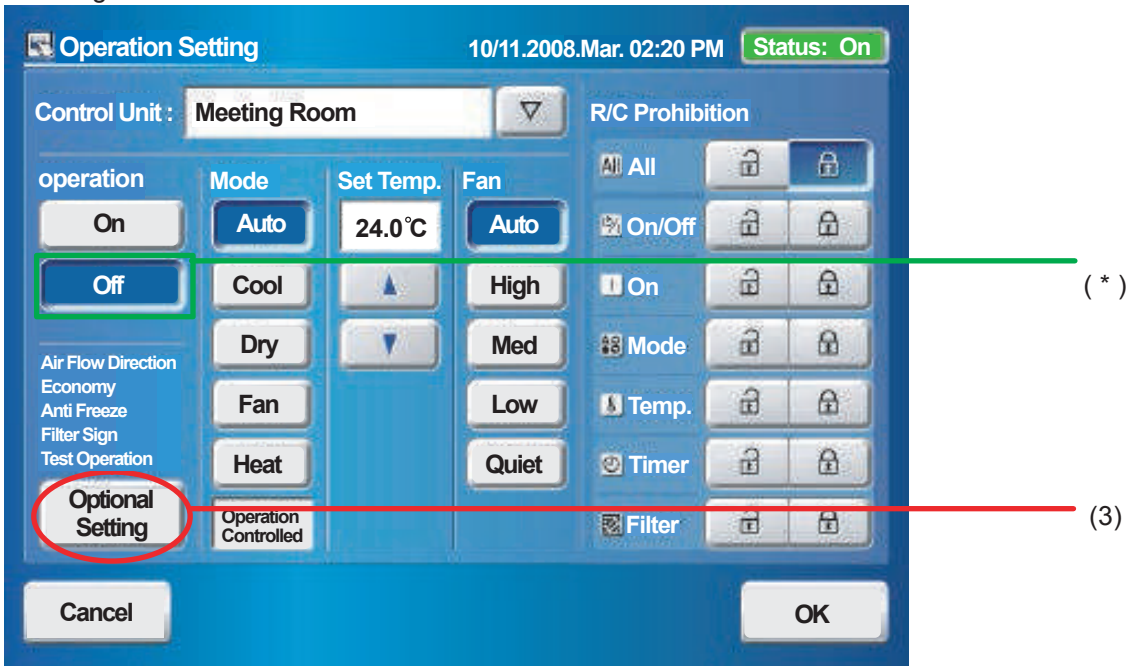 Operation Setting 10/11.2008.Mar. 02:20 PM Status: On
Control Unit : Meeting Room
R/C Prohibition
operation
On
Off
Mode
Auto
Cool
Dry
Fan
Heat
Operation
Controlled
Set Temp.
24.0°C
Fan
Auto
High
Med
Low
Quiet
All All
On/Off
On
Mode
Temp.
Timer
Filter
Air Flow Direction
Economy
Anti Freeze
Filter Sign
Test Operation
Optional
Setting
( * )
(3)
Cancel
OK